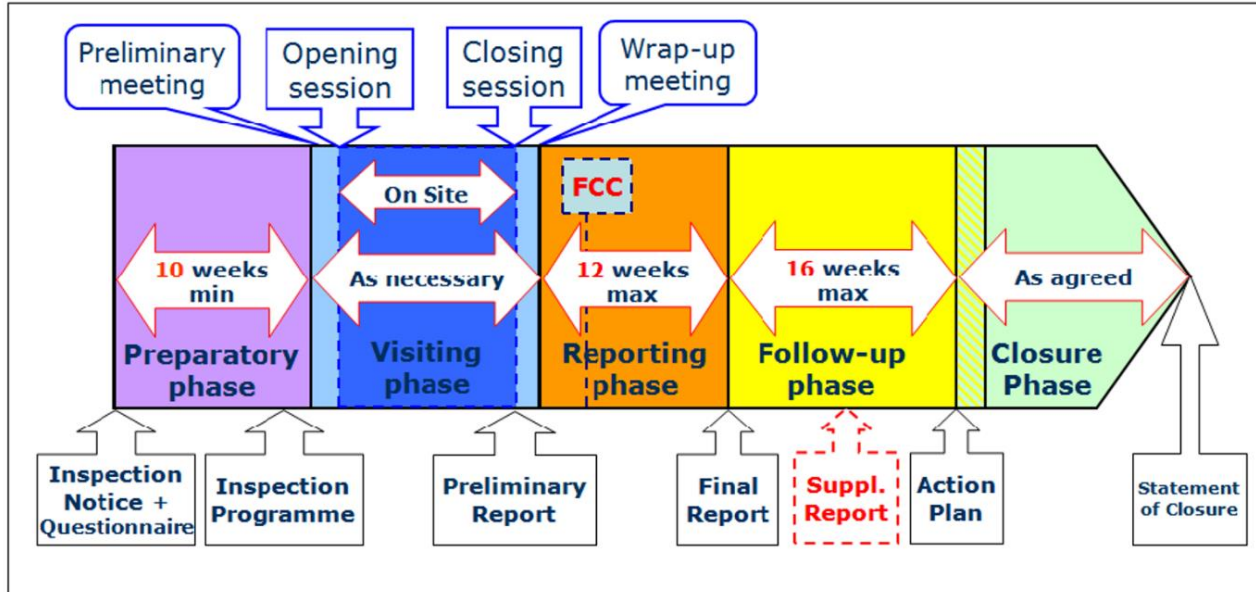 Preliminary
meeting
Opening
session
Closing
session
Wrap-up
meeting
On Site
FCC
10 weeks
min
As necessary
12 weeks
max
16 weeks
max
As agreed
Preparatory
phase
Visiting
phase
Reporting
phase
Follow-up
phase
Closure
Phase
Inspection
Notice +
Questionnaire
Inspection
Programme
Preliminary
Report
Final
Report
Suppl.
Report
Action
Plan
Statement
of Closure